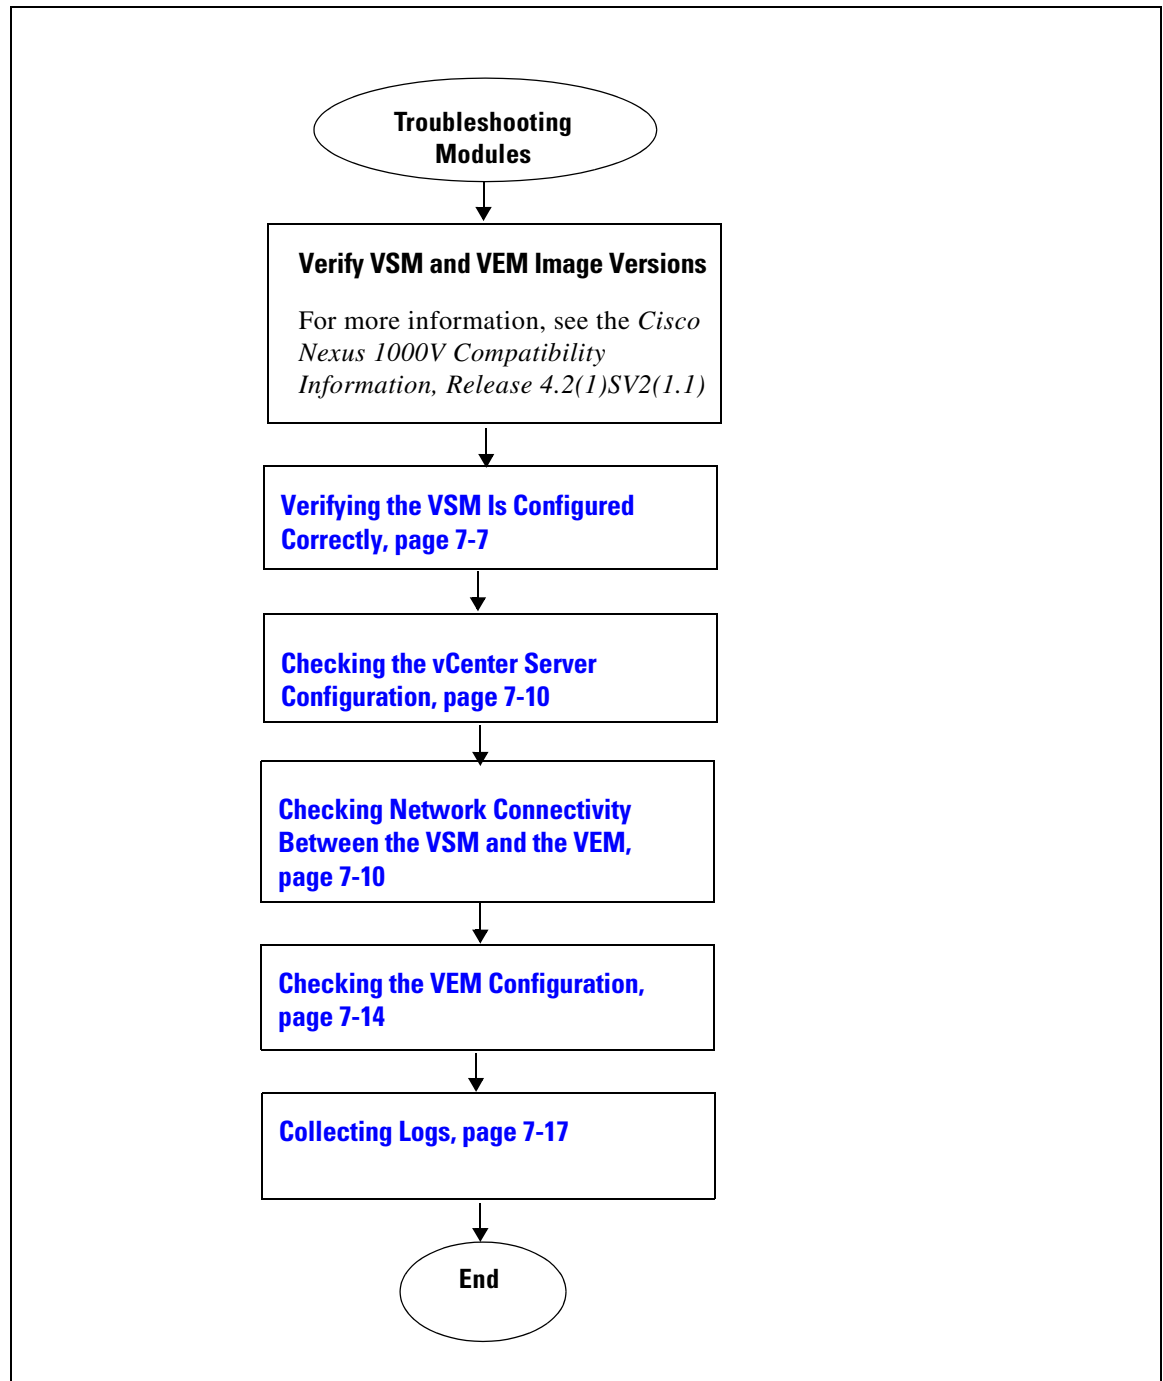 Troubleshooting
Modules
Verify VSM and VEM Image Versions
For more information, see the Cisco
Nexus 1000V Compatibility
Information, Release 4.2(1)SV2(1.1)
Verifying the VSM Is Configured
Correctly, page 7-7
Checking the vCenter Server
Configuration, page 7-10
Checking Network Connectivity
Between the VSM and the VEM,
page 7-10
Checking the VEM Configuration,
page 7-14
Collecting Logs, page 7-17
End